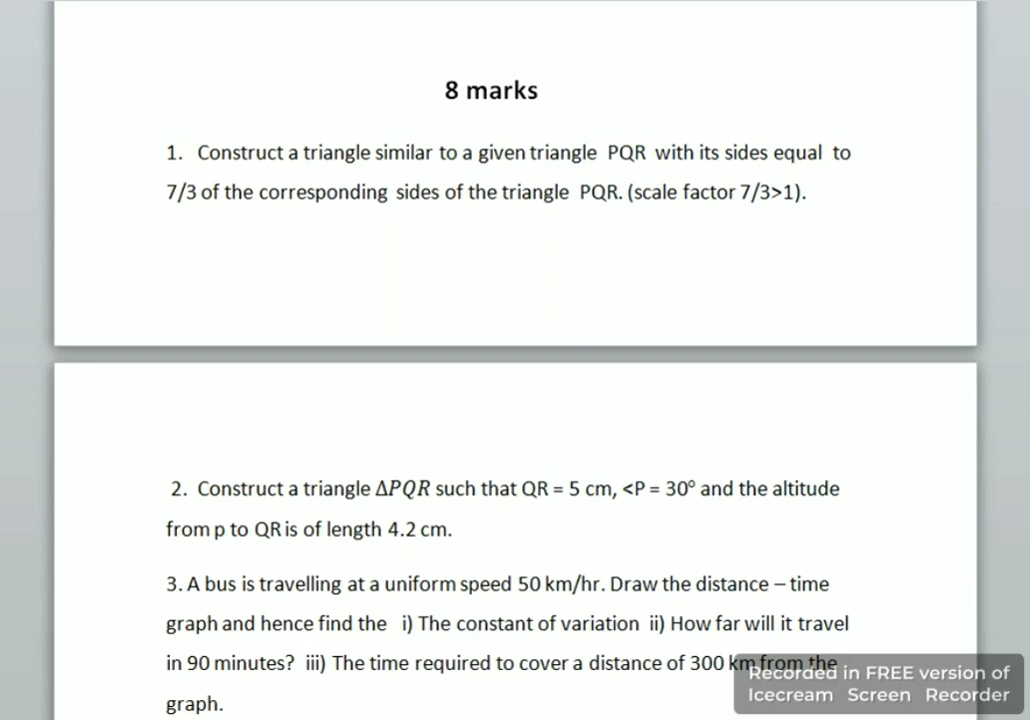 8 marks
1. Construct a triangle similar to a given triangle PQR with its sides equal to
7/3 of the corresponding sides of the triangle PQR. (scale factor 7/3>1).
2. Construct a triangle ΔPQR such that QR = 5 cm, <P = 30⁰ and the altitude
from p to QR is of length 4.2 cm.
3. A bus is travelling at a uniform speed 50 km/hr. Draw the distance – time
graph and hence find the i) The constant of variation ii) How far will it travel
in 90 minutes? iii) The time required to cover a distance of 300 km from the
graph.
Recorded in FREE version of
Icecream Screen Recorder